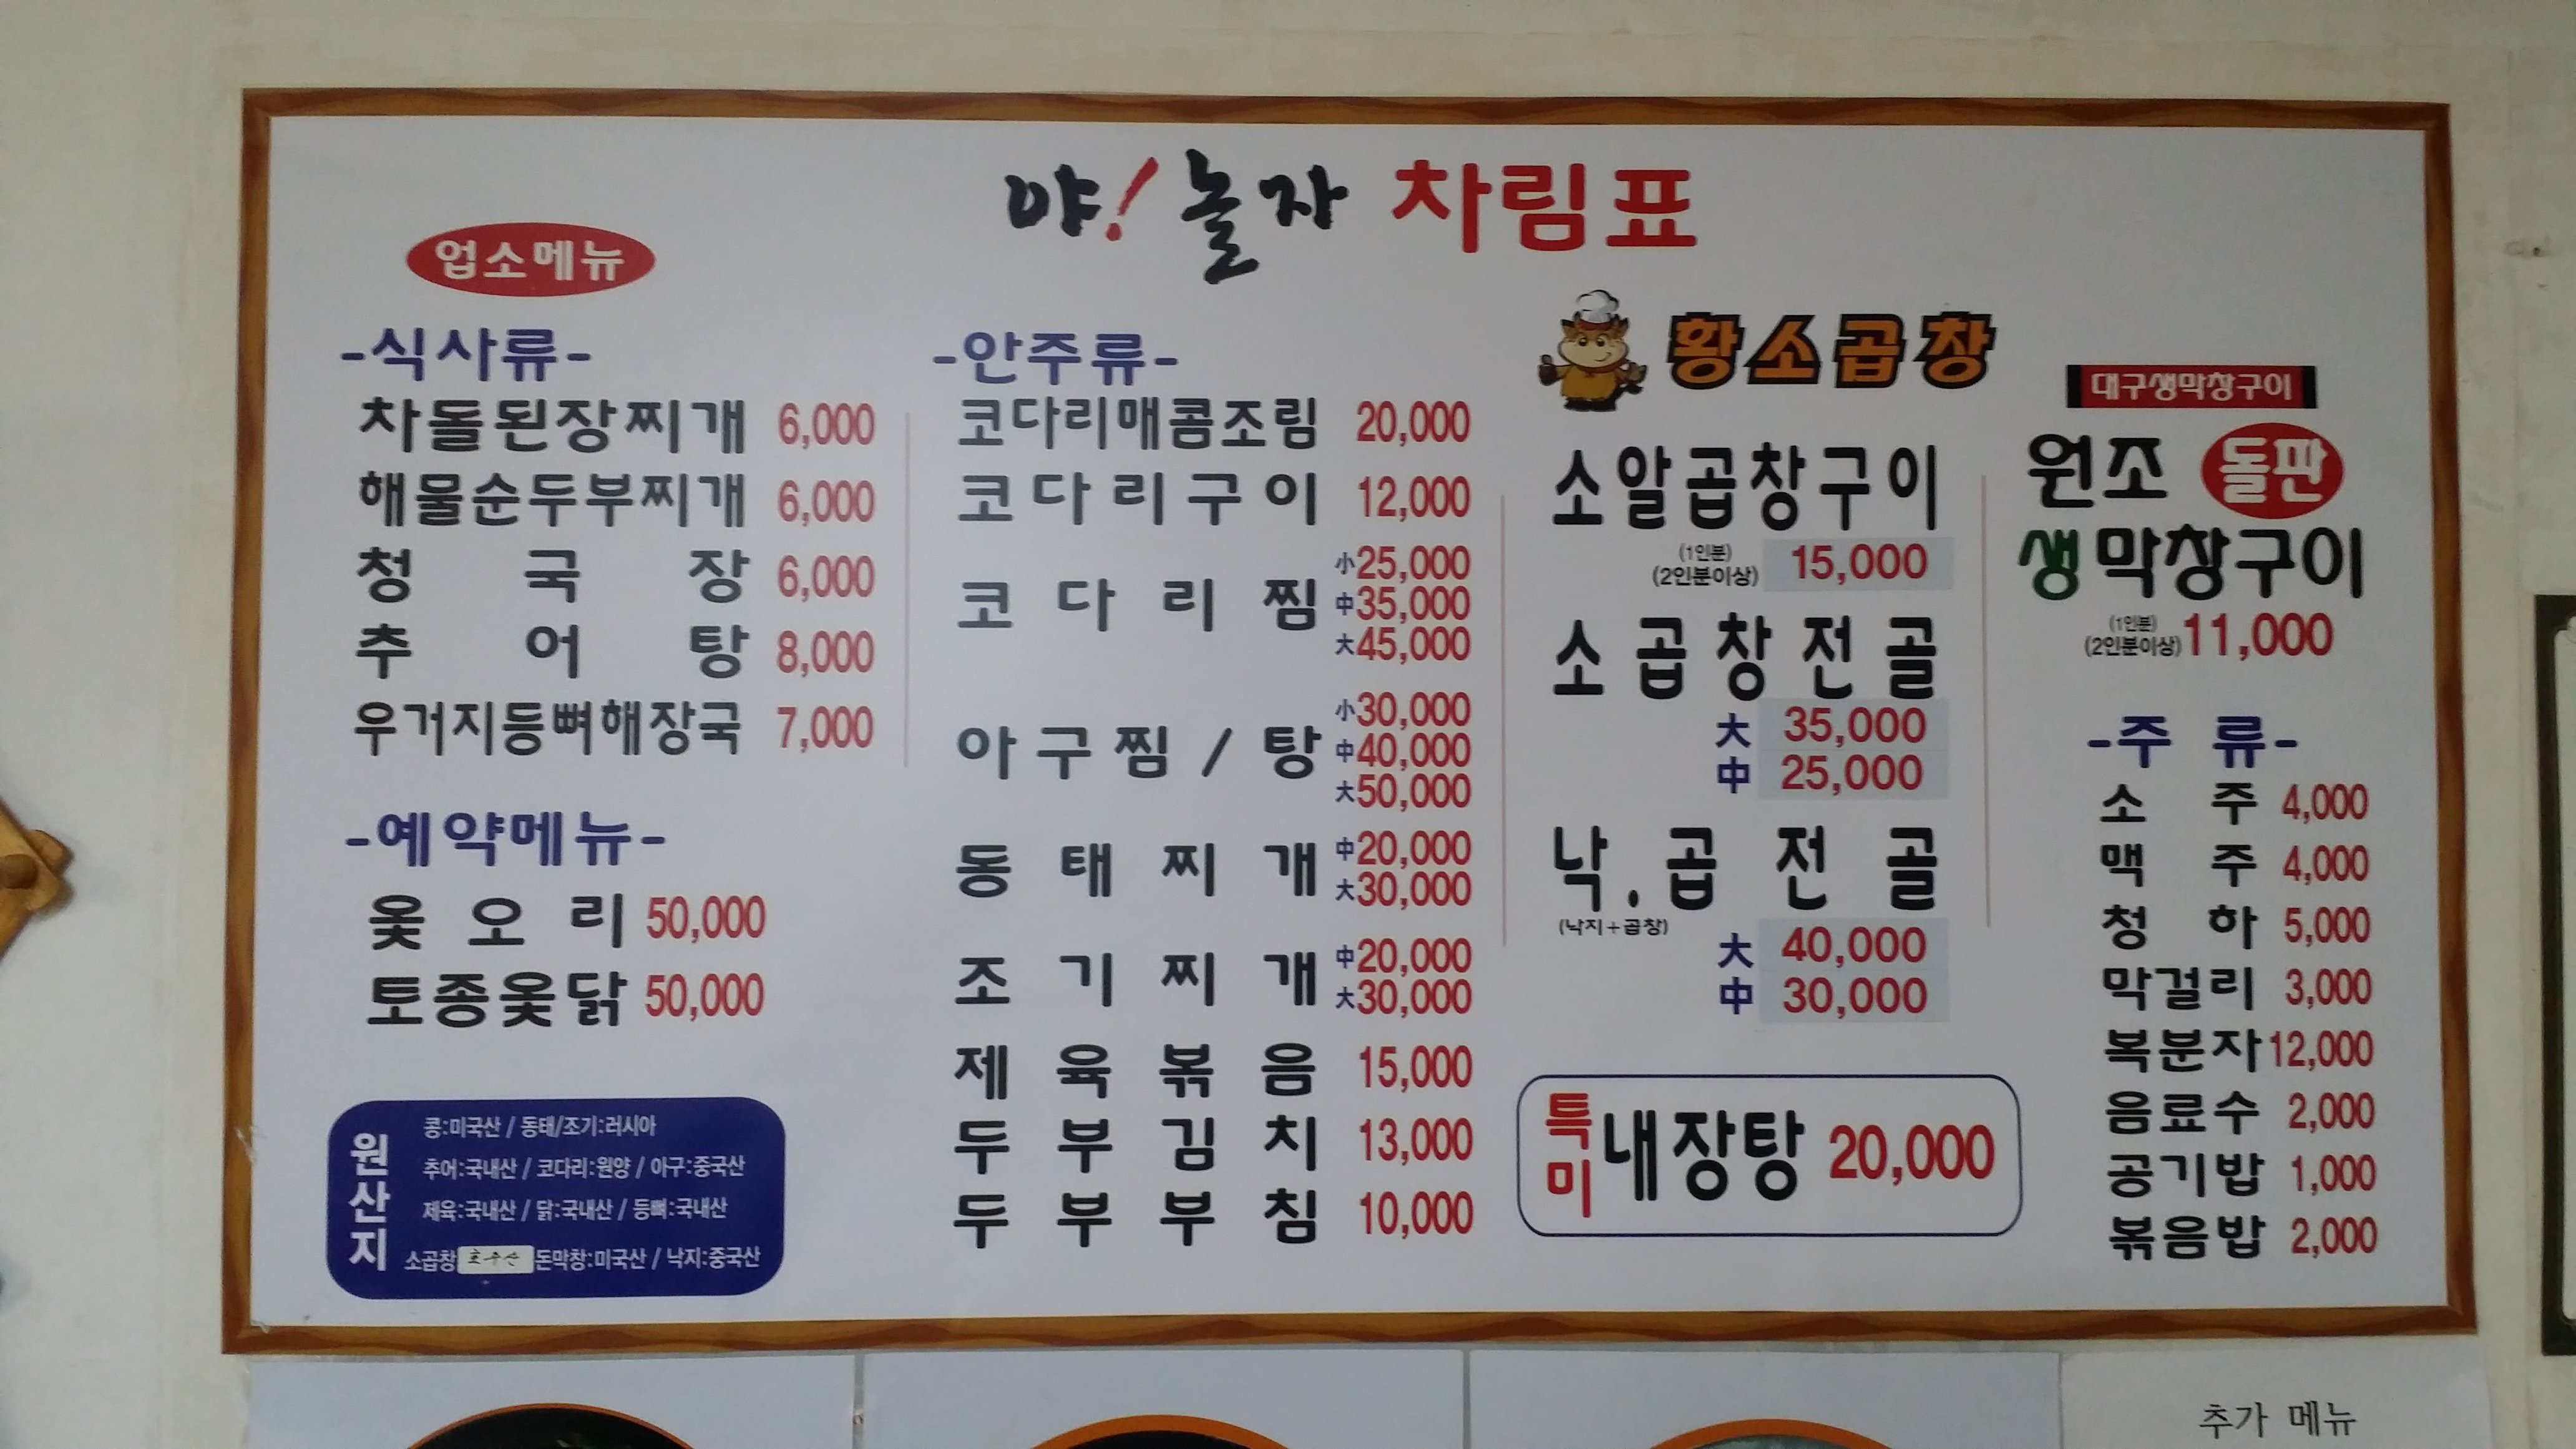 야! 놀자 차림표
업소메뉴
-식사류-
차돌된장찌개 6,000
해물순두부찌개 6,000
청국장 6,000
추어탕 8,000
우거지등뼈해장국 7,000
-예약메뉴-
옻오리 50,000
토종옻닭 50,000
원산지
콩:미국산 / 동태/조기:러시아
추어:국내산 / 코다리:원양 / 아구:중국산
제육:국내산 / 닭:국내산 / 등뼈:국내산
소곱창 호주산 돈막창:미국산 / 낙지:중국산
-안주류-
코다리매콤조림 20,000
코다리구이 12,000
코다리찜 小25,000
中35,000
大45,000
아구찜/탕 小30,000
中40,000
大50,000
동태찌개 中20,000
大30,000
조기찌개 中20,000
大30,000
제육볶음 15,000
두부김치 13,000
두부부침 10,000
황소곱창
소알곱창구이
(1인분)
(2인분이상) 15,000
소곱창전골
大 35,000
中 25,000
낙.곱전골
(낙지+곱창)
大 40,000
中 30,000
특미 내장탕 20,000
대구생막창구이
원조 돌판
생막창구이
(1인분)
(2인분이상) 11,000
-주류-
소주 4,000
맥주 4,000
청하 5,000
막걸리 3,000
복분자 12,000
음료수 2,000
공기밥 1,000
볶음밥 2,000
추가 메뉴